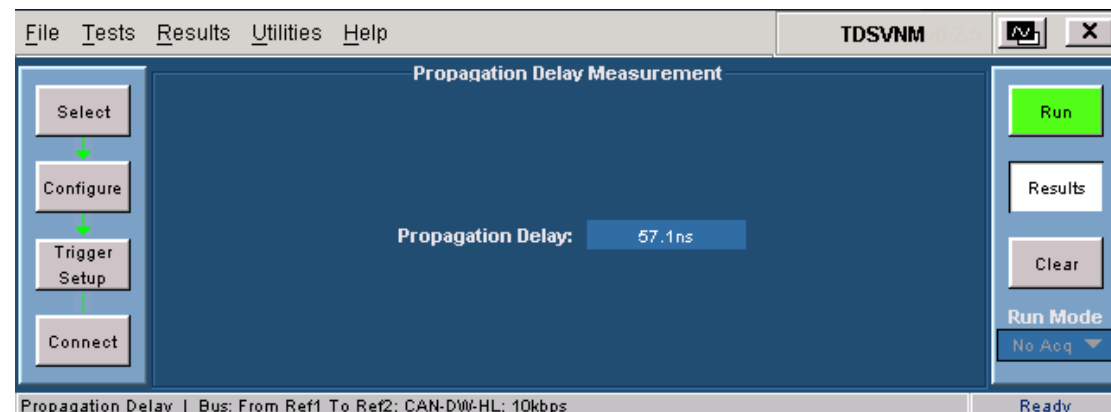 File Tests Results Utilities Help TDSVNM X
Propagation Delay Measurement
Select
Configure
Trigger
Setup
Connect
Propagation Delay: 57.1ns
Run
Results
Clear
Run Mode
No Acq
Propagation Delay | Bus: From Ref1 To Ref2; CAN-DW-HL; 10kbps Ready